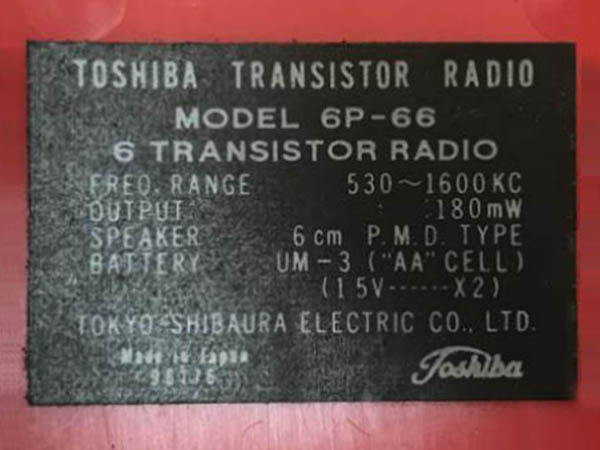 TOSHIBA TRANSISTOR RADIO
MODEL 6P-66
6 TRANSISTOR RADIO
FREQ. RANGE 530~1600KC
OUTPUT : 180mW
SPEAKER 6cm P.M.D. TYPE
BATTERY UM-3 ("AA" CELL)
(1.5V------X2)
TOKYO SHIBAURA ELECTRIC CO., LTD.
Made in Japan
Toshiba